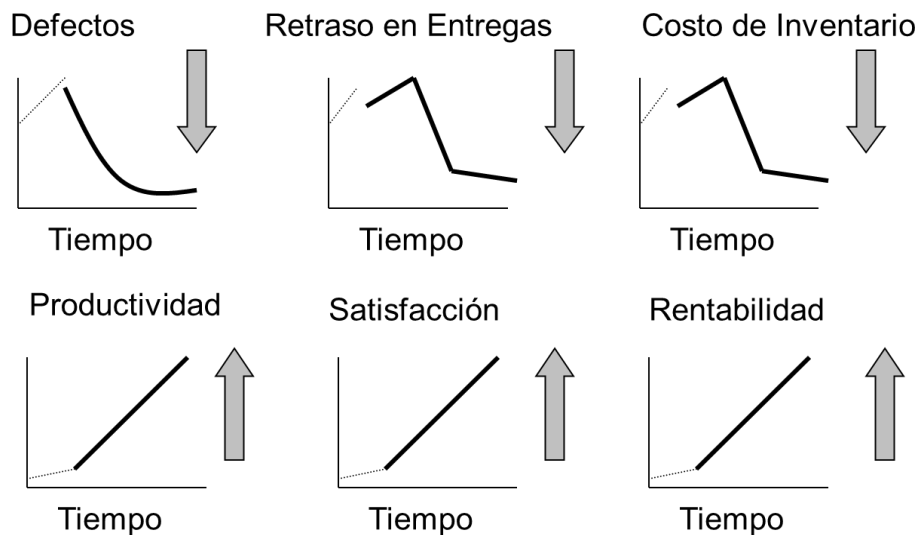 Defectos
Retraso en Entregas
Costo de Inventario
Tiempo
Tiempo
Tiempo
Productividad
Satisfacción
Rentabilidad
Tiempo
Tiempo
Tiempo